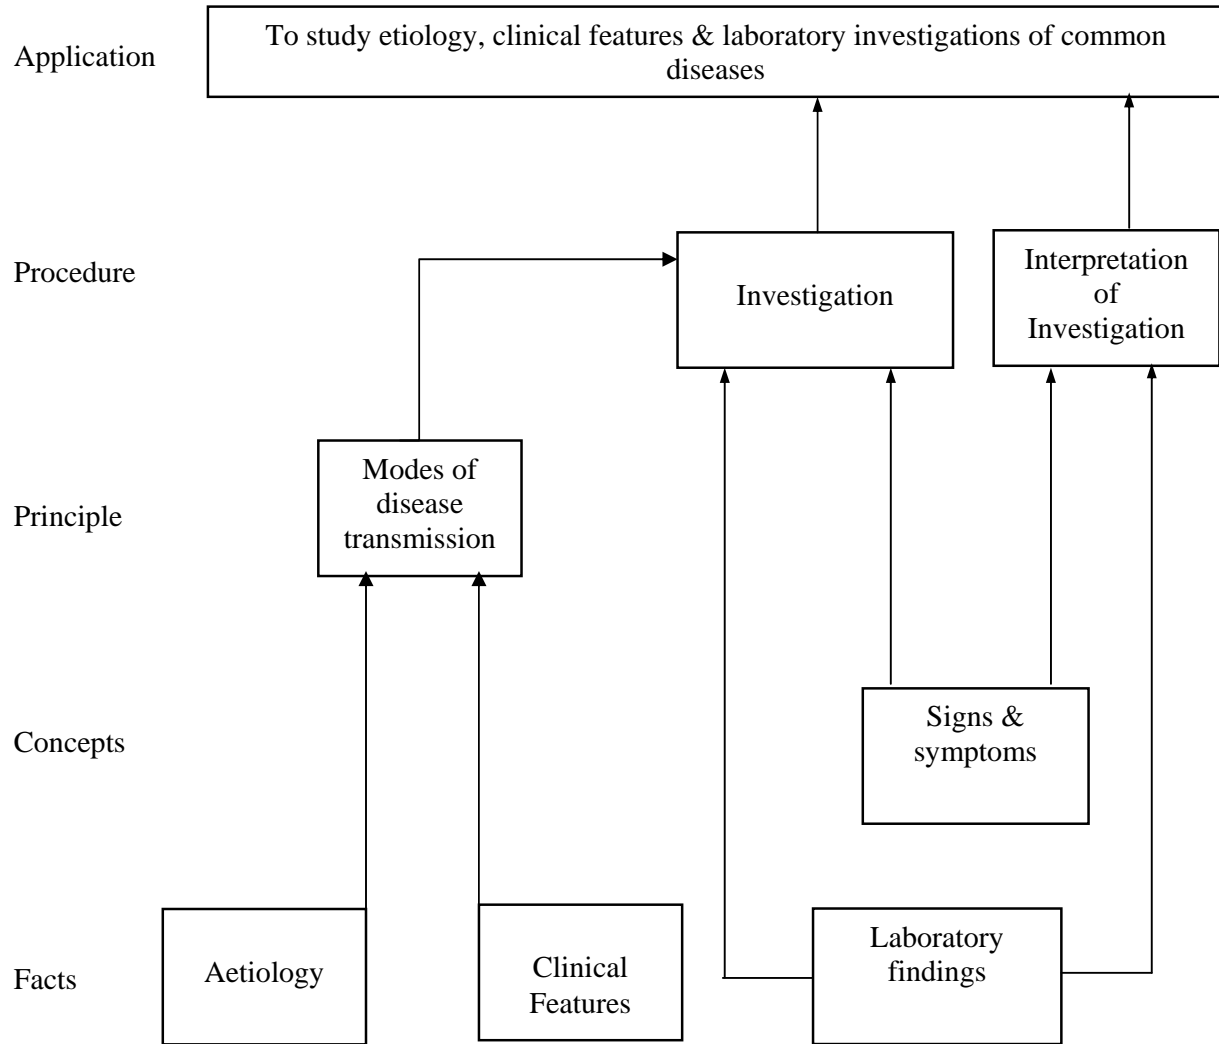 Application
To study etiology, clinical features & laboratory investigations of common
diseases
Procedure
Investigation
Interpretation
of
Investigation
Principle
Modes of
disease
transmission
Concepts
Signs &
symptoms
Facts
Aetiology
Clinical
Features
Laboratory
findings